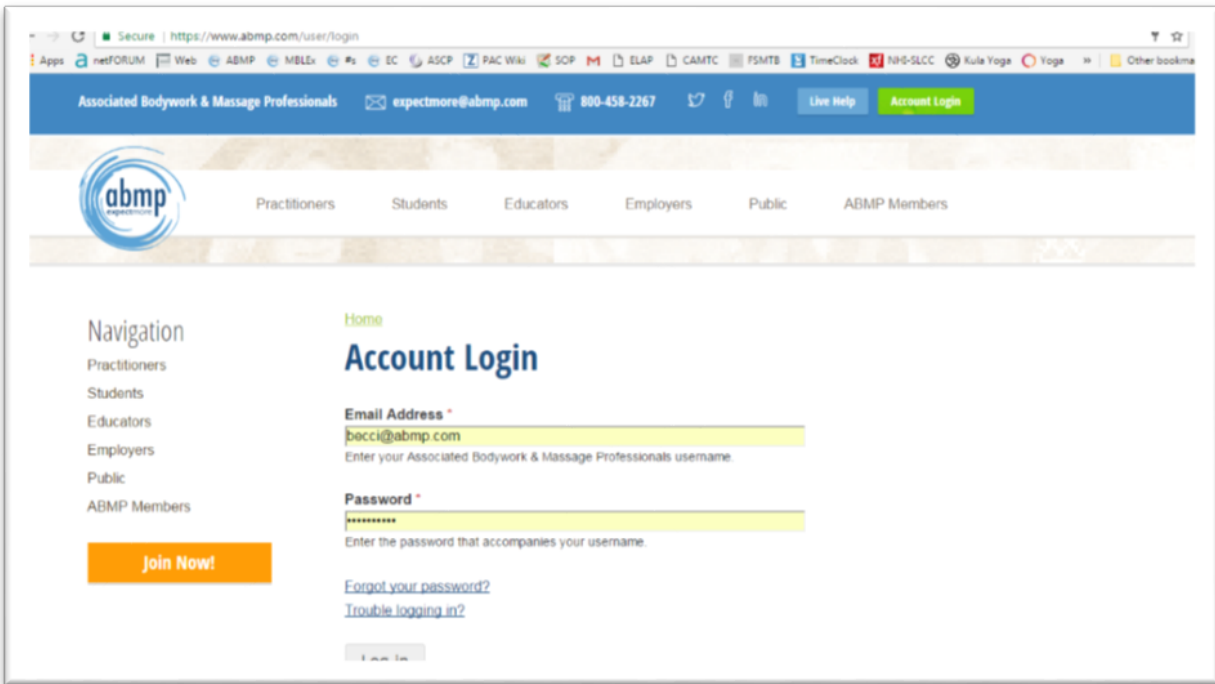 Secure | https://www.abmp.com/user/login
Apps netFORUM Web ABMP MBLEx #s EC ASCP PAC Wiki SOP ELAP CAMTC FSMTB TimeClock NHI-SLCC Kula Yoga Yoga » Other bookma
Associated Bodywork & Massage Professionals expectmore@abmp.com 800-458-2267 Live Help Account Login
abmp
expectmore
Practitioners Students Educators Employers Public ABMP Members
Navigation
Practitioners
Students
Educators
Employers
Public
ABMP Members
Join Now!
Home
Account Login
Email Address *
becci@abmp.com
Enter your Associated Bodywork & Massage Professionals username.
Password *
••••••••••
Enter the password that accompanies your username.
Forgot your password?
Trouble logging in?
Log in